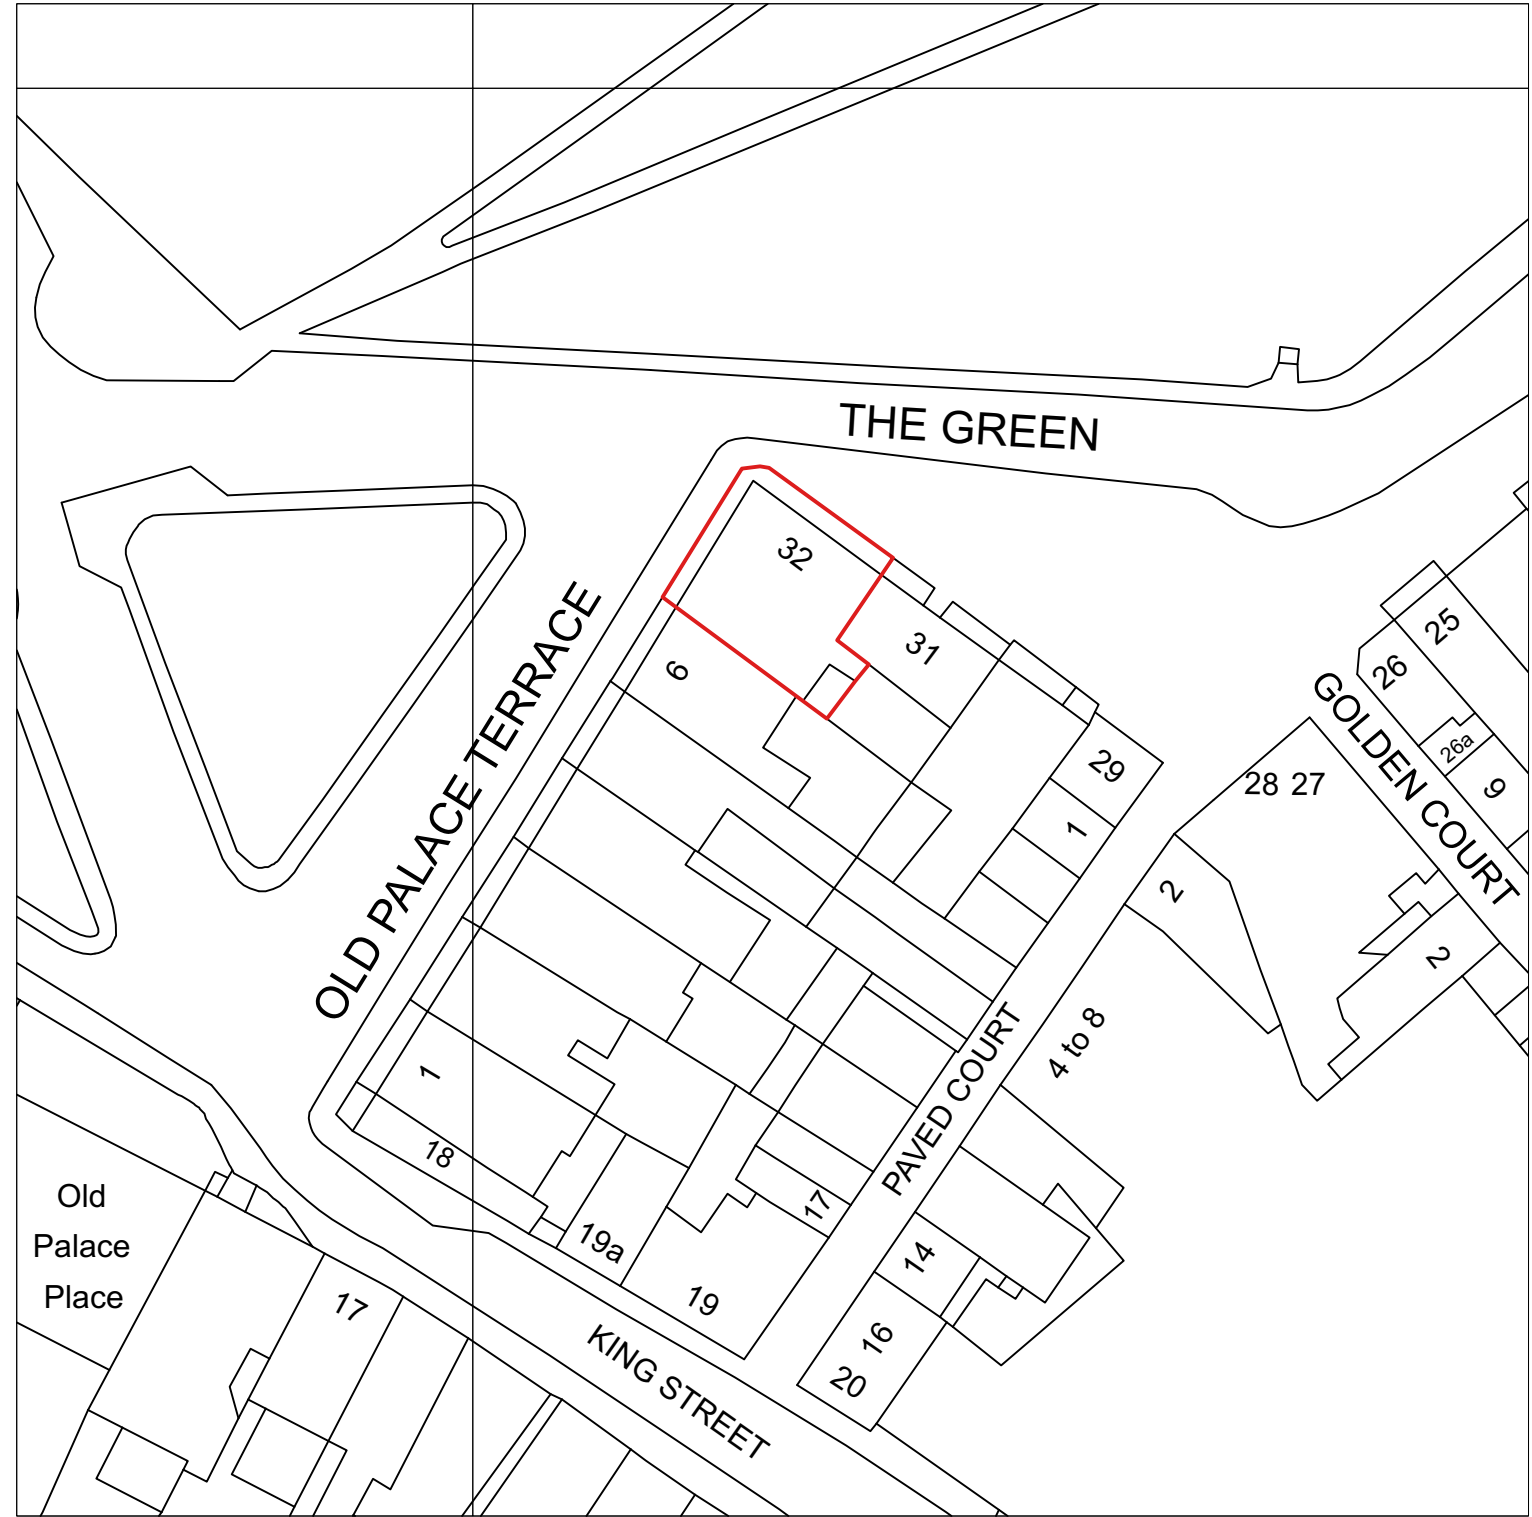 THE GREEN
32
31
6
OLD PALACE TERRACE
25
26
26a
9
GOLDEN COURT
29
1
28 27
2
2
4 to 8
PAVED COURT
1
18
17
19a
19
14
16
20
KING STREET
Old
Palace
Place
17